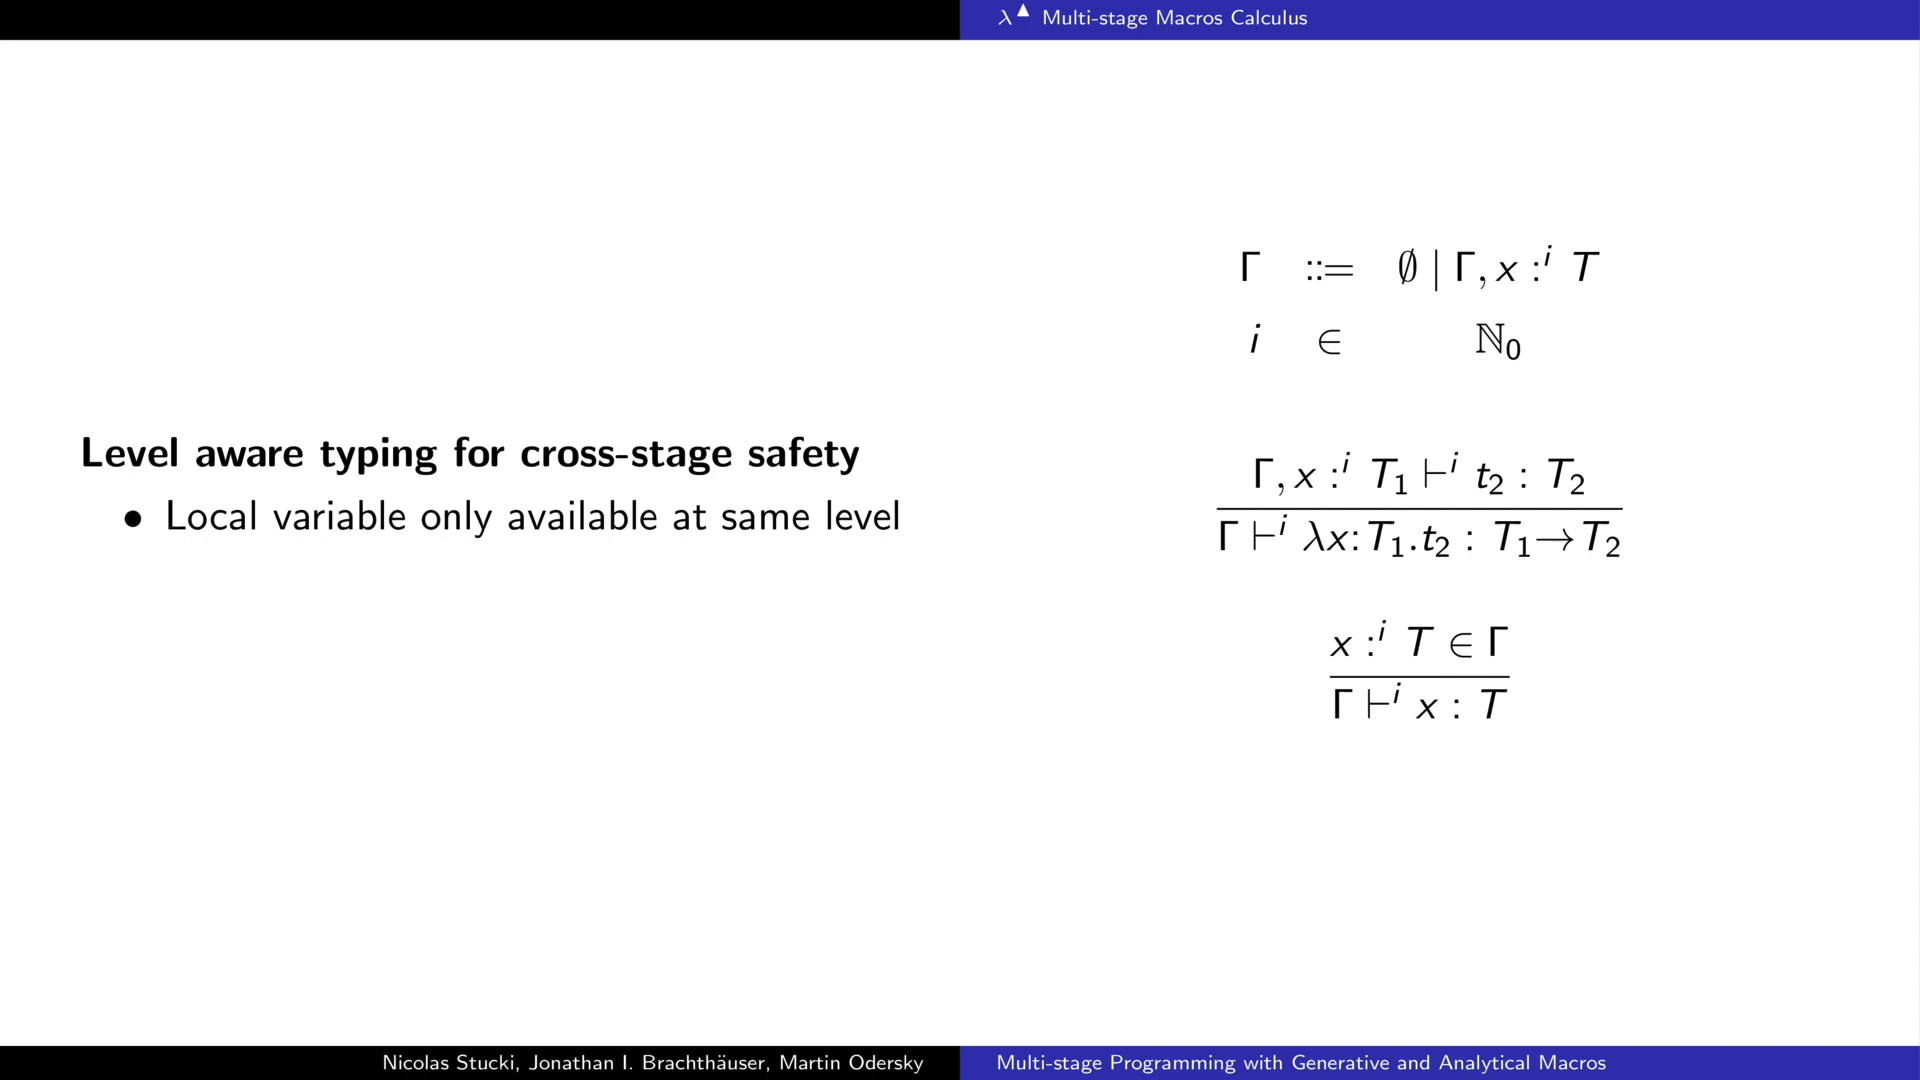 λ▲ Multi-stage Macros Calculus
Γ ::= ∅ | Γ, x :ⁱ T
i ∈ ℕ₀
Level aware typing for cross-stage safety
• Local variable only available at same level
Γ, x :ⁱ T₁ ⊢ⁱ t₂ : T₂
Γ ⊢ⁱ λx:T₁.t₂ : T₁→T₂
x :ⁱ T ∈ Γ
Γ ⊢ⁱ x : T
Nicolas Stucki, Jonathan I. Brachthäuser, Martin Odersky
Multi-stage Programming with Generative and Analytical Macros